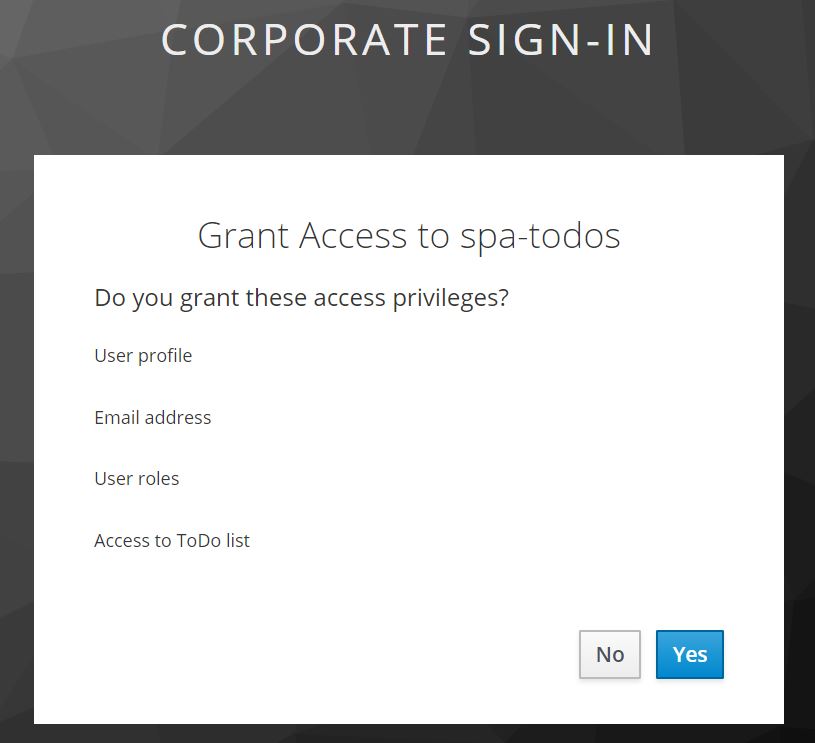 CORPORATE SIGN-IN
Grant Access to spa-todos
Do you grant these access privileges?
User profile
Email address
User roles
Access to ToDo list
No Yes